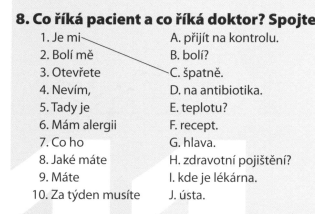 8. Co říká pacient a co říká doktor? Spojte
1. Je mi A. přijít na kontrolu.
2. Bolí mě B. bolí?
3. Otevřete C. špatně.
4. Nevím, D. na antibiotika.
5. Tady je E. teplotu?
6. Mám alergii F. recept.
7. Co ho G. hlava.
8. Jaké máte H. zdravotní pojištění?
9. Máte I. kde je lékárna.
10. Za týden musíte J. ústa.